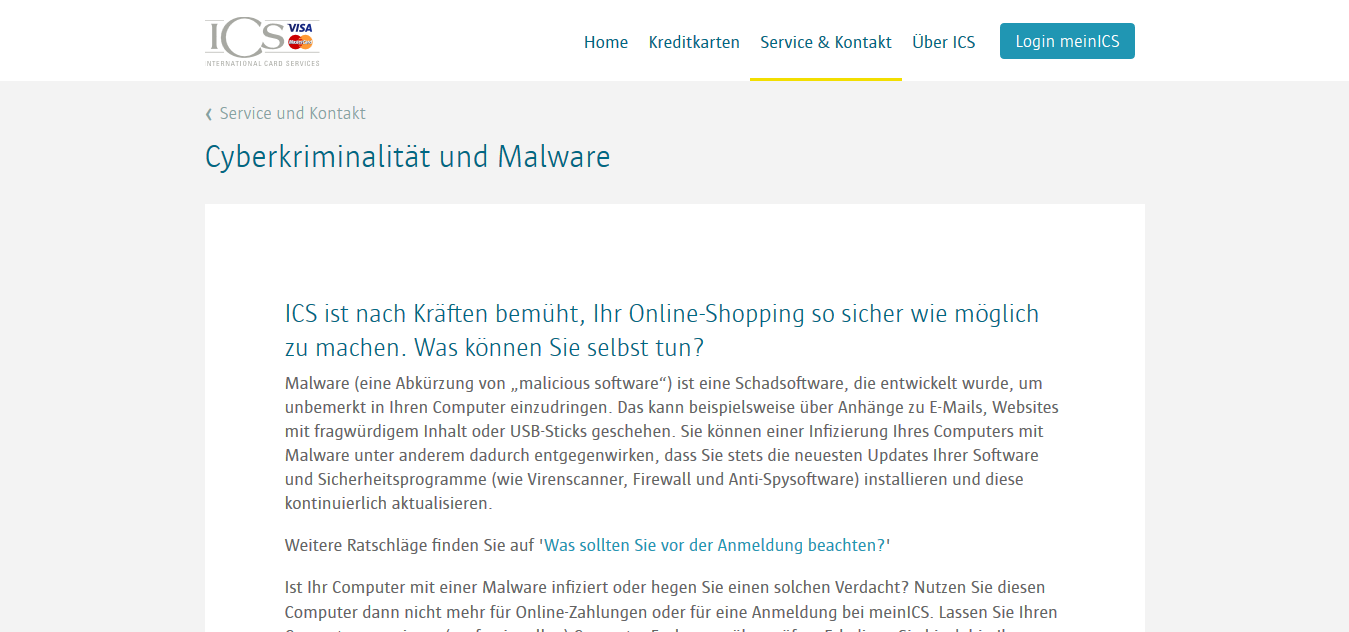 ICS VISA
INTERNATIONAL CARD SERVICES
Home Kreditkarten Service & Kontakt Über ICS Login meinICS
‹ Service und Kontakt
Cyberkriminalität und Malware
ICS ist nach Kräften bemüht, Ihr Online-Shopping so sicher wie möglich
zu machen. Was können Sie selbst tun?
Malware (eine Abkürzung von „malicious software“) ist eine Schadsoftware, die entwickelt wurde, um
unbemerkt in Ihren Computer einzudringen. Das kann beispielsweise über Anhänge zu E-Mails, Websites
mit fragwürdigem Inhalt oder USB-Sticks geschehen. Sie können einer Infizierung Ihres Computers mit
Malware unter anderem dadurch entgegenwirken, dass Sie stets die neuesten Updates Ihrer Software
und Sicherheitsprogramme (wie Virenscanner, Firewall und Anti-Spysoftware) installieren und diese
kontinuierlich aktualisieren.
Weitere Ratschläge finden Sie auf 'Was sollten Sie vor der Anmeldung beachten?'
Ist Ihr Computer mit einer Malware infiziert oder hegen Sie einen solchen Verdacht? Nutzen Sie diesen
Computer dann nicht mehr für Online-Zahlungen oder für eine Anmeldung bei meinICS. Lassen Sie Ihren